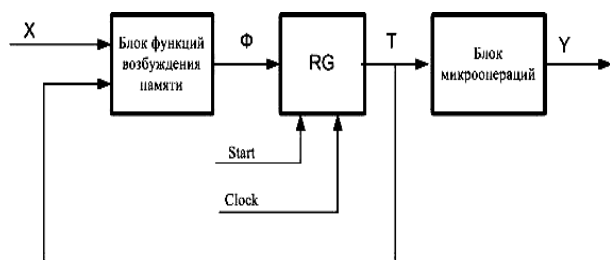 X
Блок функций
возбуждения
памяти
Ф
RG
T
Блок
микроопераций
Y
Start
Clock